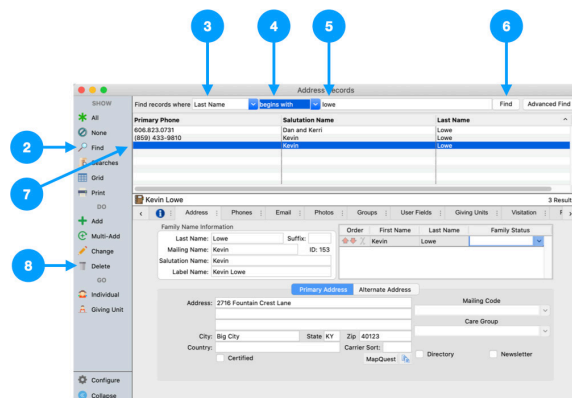 3 4 5 6
Address Records
SHOW
Find records where Last Name begins with lowe Find Advanced Find
All
None
2 Find
Searches
7
Grid
Print
DO
Add
Multi-Add
Change
8 Delete
GO
Individual
Giving Unit
Configure
Collapse
Primary Phone Salutation Name Last Name
606.823.0731 Dan and Kerri Lowe
(859) 433-9810 Kevin Lowe
Kevin Lowe
Kevin Lowe 3 Result
Address Phones Email Photos Groups User Fields Giving Units Visitation
Family Name Information
Last Name: Lowe Suffix:
Mailing Name: Kevin ID: 153
Salutation Name: Kevin
Label Name: Kevin Lowe
Order First Name Last Name Family Status
Kevin Lowe
Primary Address Alternate Address
Address: 2716 Fountain Crest Lane
City: Big City State KY Zip 40123
Country: Carrier Sort:
Certified MapQuest
Mailing Code
Care Group
Directory Newsletter